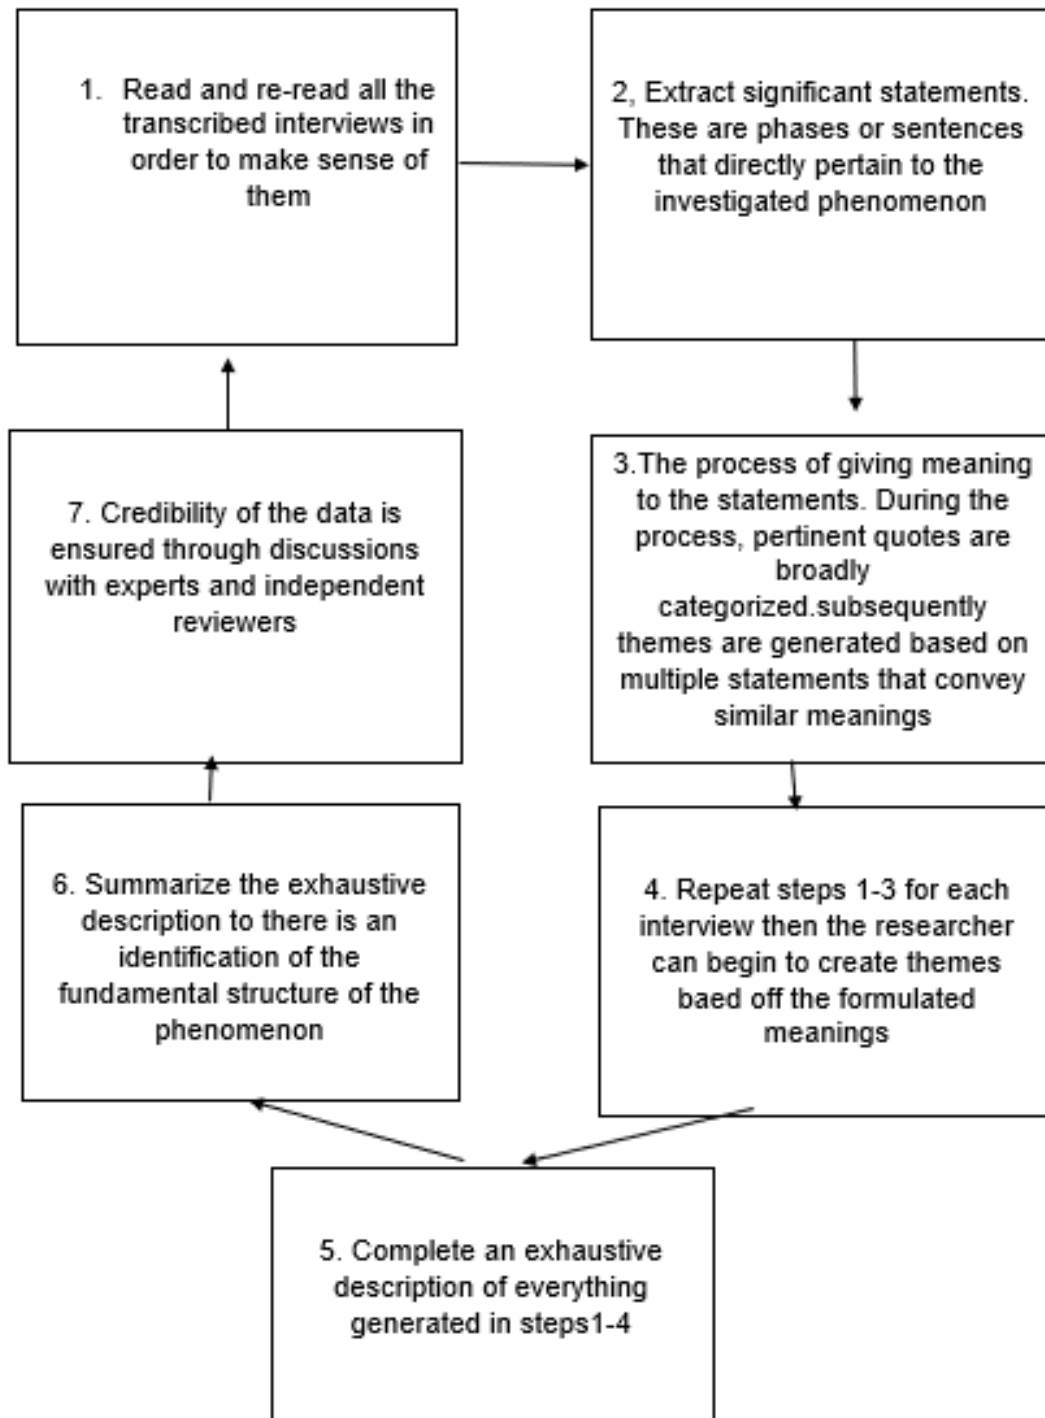 1. Read and re-read all the
transcribed interviews in
order to make sense of
them
2, Extract significant statements.
These are phases or sentences
that directly pertain to the
investigated phenomenon
3.The process of giving meaning
to the statements. During the
process, pertinent quotes are
broadly
categorized.subsequently
themes are generated based on
multiple statements that convey
similar meanings
4. Repeat steps 1-3 for each
interview then the researcher
can begin to create themes
baed off the formulated
meanings
5. Complete an exhaustive
description of everything
generated in steps1-4
6. Summarize the exhaustive
description to there is an
identification of the
fundamental structure of the
phenomenon
7. Credibility of the data is
ensured through discussions
with experts and independent
reviewers